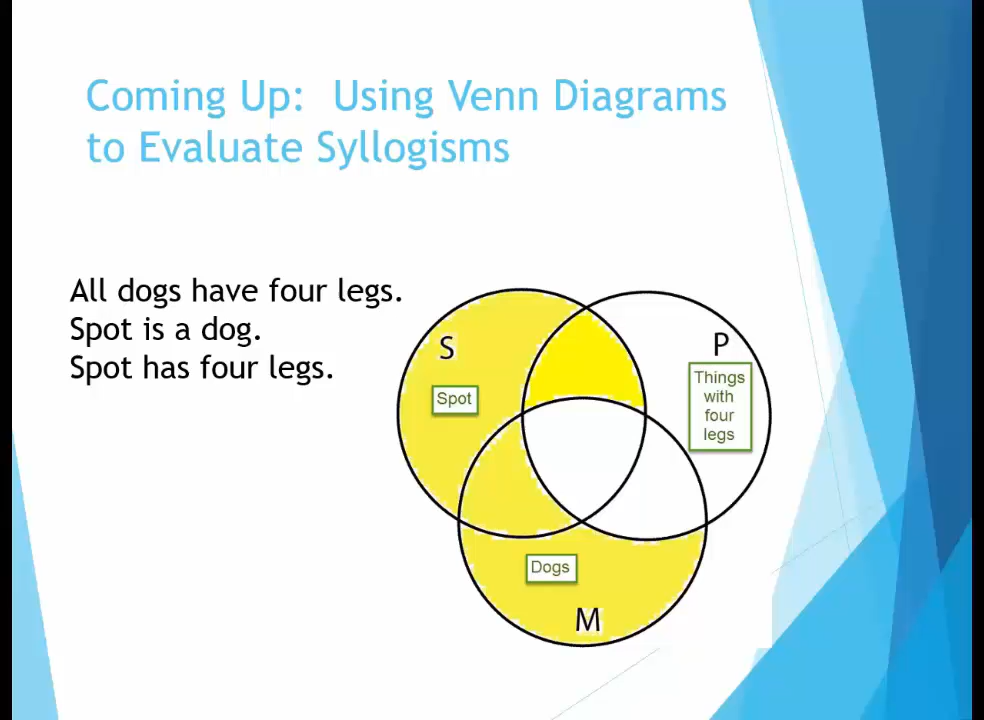 Coming Up:  Using Venn Diagrams
to Evaluate Syllogisms
All dogs have four legs.
Spot is a dog.
Spot has four legs.
S
P
Spot
Things
with
four
legs
Dogs
M